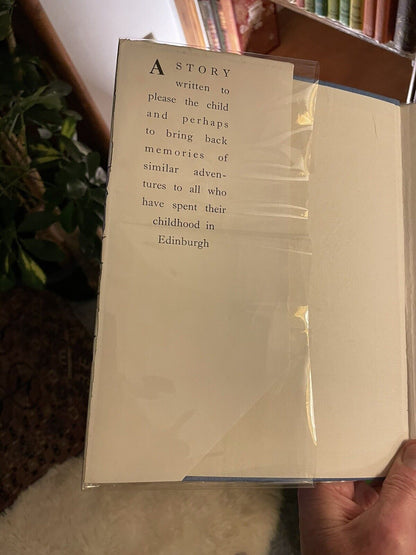 A STORY
written to
please the child
and perhaps
to bring back
memories of
similar adven-
tures to all who
have spent their
childhood in
Edinburgh